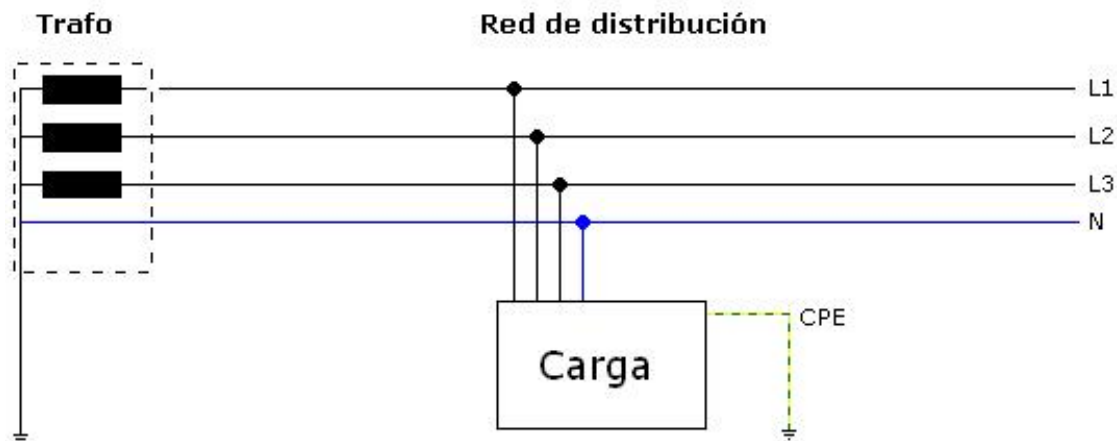 Trafo
Red de distribución
L1
L2
L3
N
CPE
Carga